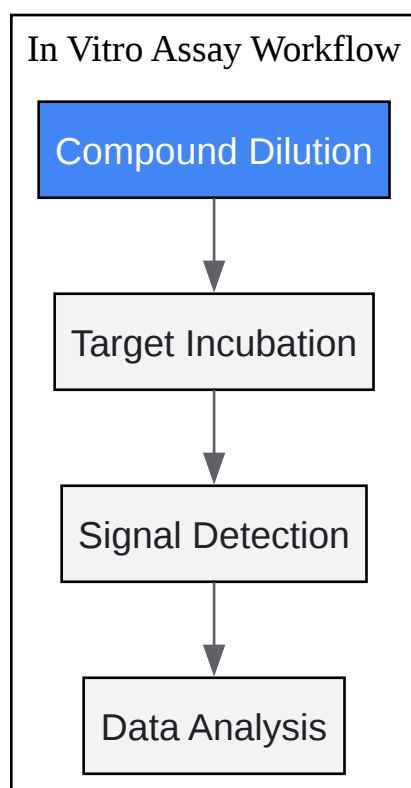 In Vitro Assay Workflow
Compound Dilution
Target Incubation
Signal Detection
Data Analysis